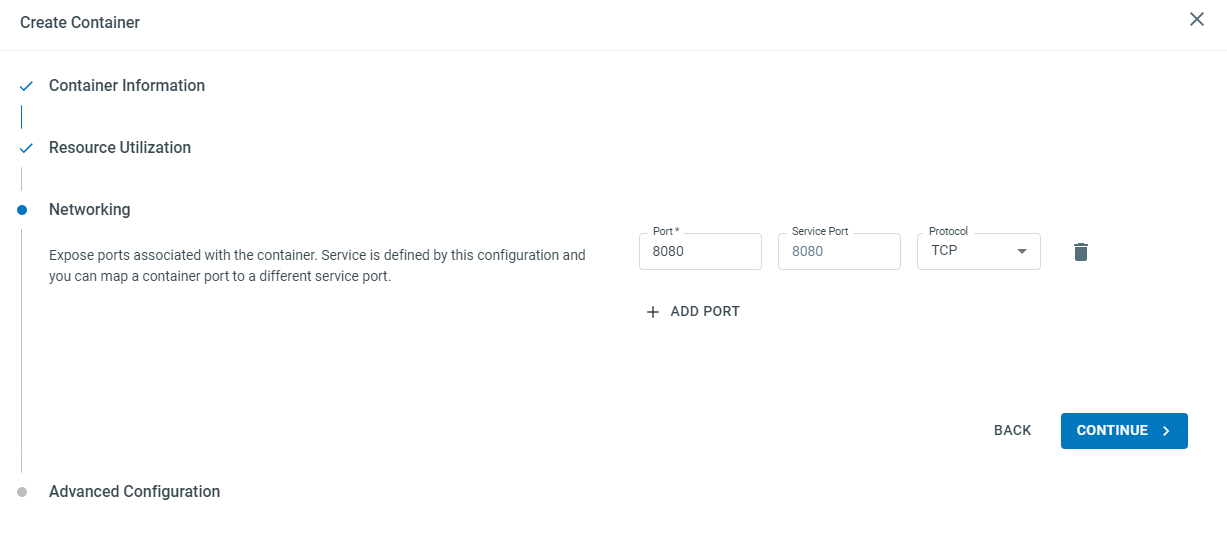 Create Container
Container Information
Resource Utilization
Networking
Expose ports associated with the container. Service is defined by this configuration and
you can map a container port to a different service port.
Port *
8080
Service Port
8080
Protocol
TCP
ADD PORT
BACK
CONTINUE
Advanced Configuration